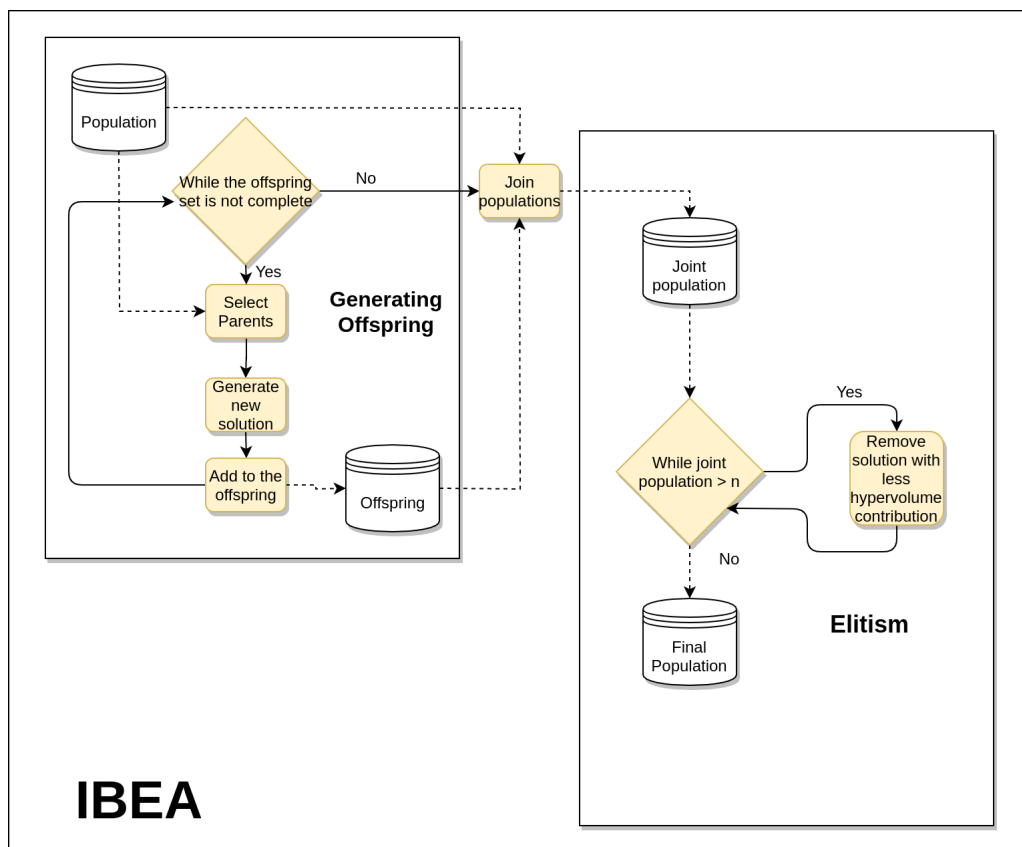 Population
While the offspring
set is not complete
No
Join
populations
Yes
Select
Parents
Generating
Offspring
Generate
new
solution
Add to the
offspring
Offspring
Joint
population
While joint
population > n
Yes
Remove
solution with
less
hypervolume
contribution
No
Final
Population
Elitism
IBEA